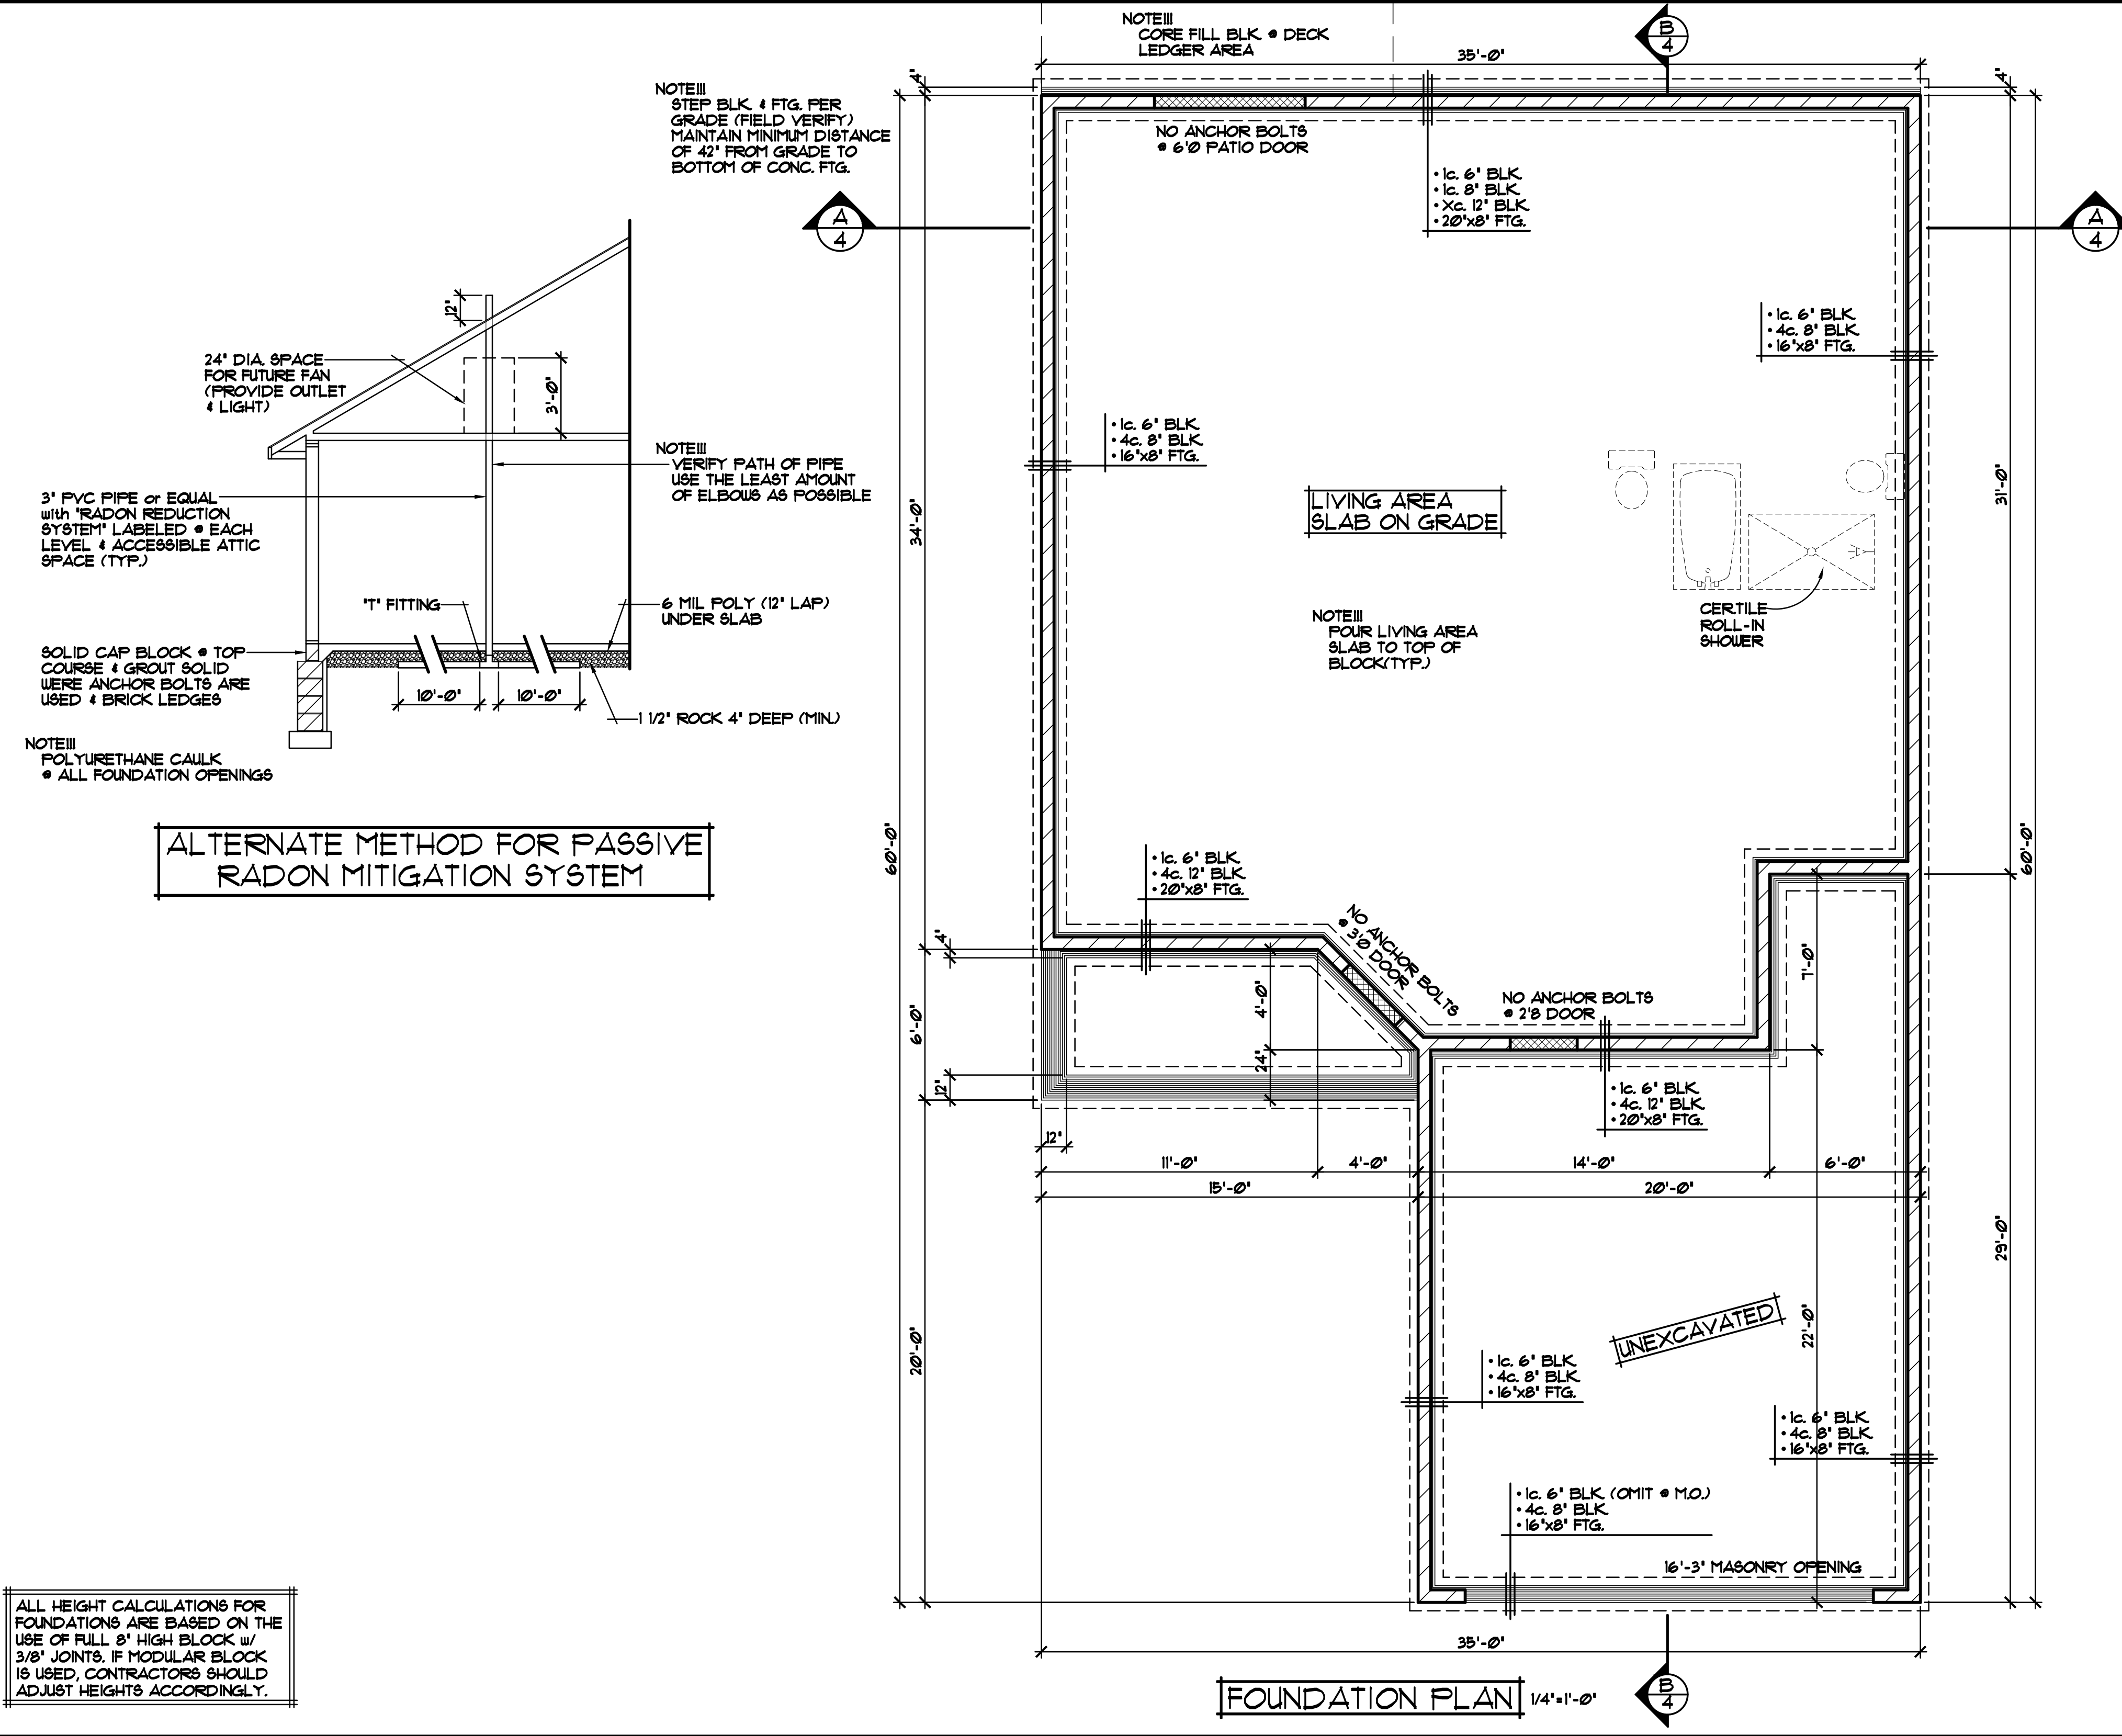 NOTE!!!
CORE FILL BLK. @ DECK
LEDGER AREA
B
4
35'-0"
4"
4"
NOTE!!!
STEP BLK. & FTG. PER
GRADE (FIELD VERIFY)
MAINTAIN MINIMUM DISTANCE
OF 42" FROM GRADE TO
BOTTOM OF CONC. FTG.
NO ANCHOR BOLTS
@ 6'0 PATIO DOOR
• 1c. 6" BLK.
• 1c. 8" BLK.
• Xc. 12" BLK.
• 20"x8" FTG.
A
4
A
4
12"
24" DIA. SPACE
FOR FUTURE FAN
(PROVIDE OUTLET
& LIGHT)
3'-0"
• 1c. 6" BLK.
• 4c. 8" BLK.
• 16"x8" FTG.
• 1c. 6" BLK.
• 4c. 8" BLK.
• 16"x8" FTG.
NOTE!!!
VERIFY PATH OF PIPE
USE THE LEAST AMOUNT
OF ELBOWS AS POSSIBLE
3" PVC PIPE or EQUAL
with "RADON REDUCTION
SYSTEM" LABELED @ EACH
LEVEL & ACCESSIBLE ATTIC
SPACE (TYP.)
34'-0"
31'-0"
LIVING AREA
SLAB ON GRADE
"T" FITTING
6 MIL POLY (12" LAP)
UNDER SLAB
NOTE!!!
POUR LIVING AREA
SLAB TO TOP OF
BLOCK(TYP.)
CERTILE
ROLL-IN
SHOWER
SOLID CAP BLOCK @ TOP
COURSE & GROUT SOLID
WERE ANCHOR BOLTS ARE
USED & BRICK LEDGES
10'-0"
10'-0"
1 1/2" ROCK 4" DEEP (MIN.)
NOTE!!!
POLYURETHANE CAULK
@ ALL FOUNDATION OPENINGS
ALTERNATE METHOD FOR PASSIVE
RADON MITIGATION SYSTEM
60'-0"
60'-0"
• 1c. 6" BLK.
• 4c. 12" BLK.
• 20"x8" FTG.
NO ANCHOR BOLTS
@ 3'0 DOOR
4"
7'-0"
4'-0"
NO ANCHOR BOLTS
@ 2'8 DOOR
6'-0"
24"
12"
• 1c. 6" BLK.
• 4c. 12" BLK.
• 20"x8" FTG.
12"
11'-0"
4'-0"
14'-0"
6'-0"
15'-0"
20'-0"
29'-0"
20'-0"
22'-0"
UNEXCAVATED
• 1c. 6" BLK.
• 4c. 8" BLK.
• 16"x8" FTG.
• 1c. 6" BLK.
• 4c. 8" BLK.
• 16"x8" FTG.
• 1c. 6" BLK. (OMIT @ M.O.)
• 4c. 8" BLK.
• 16"x8" FTG.
16'-3" MASONRY OPENING
ALL HEIGHT CALCULATIONS FOR
FOUNDATIONS ARE BASED ON THE
USE OF FULL 8" HIGH BLOCK w/
3/8" JOINTS. IF MODULAR BLOCK
IS USED, CONTRACTORS SHOULD
ADJUST HEIGHTS ACCORDINGLY.
35'-0"
FOUNDATION PLAN 1/4"=1'-0"
B
4